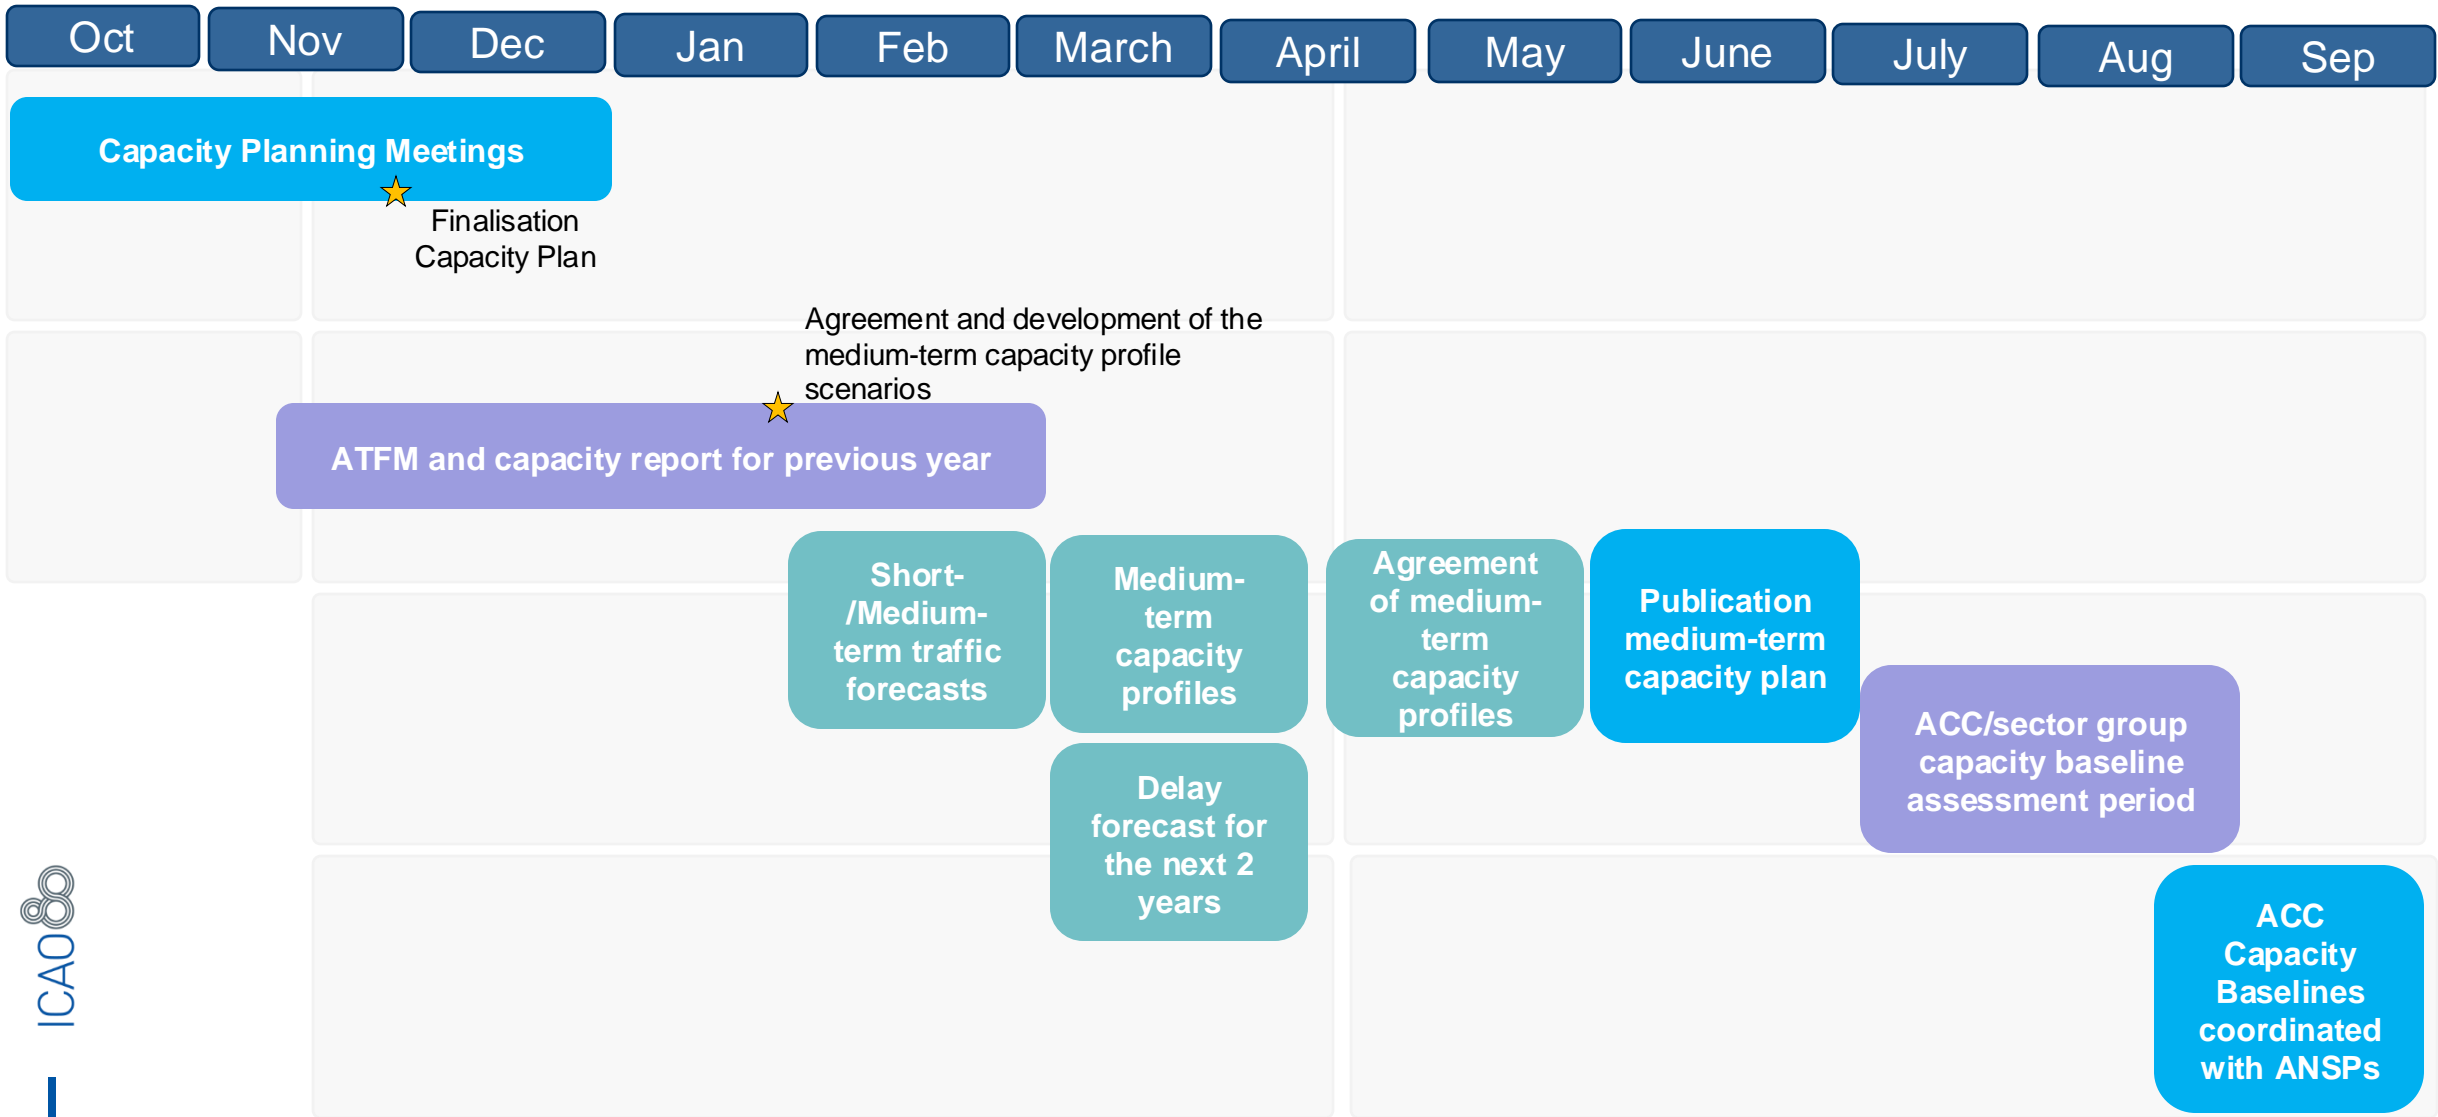 Oct Nov Dec Jan Feb March April May June July Aug Sep
Capacity Planning Meetings
Finalisation
Capacity Plan
Agreement and development of the
medium-term capacity profile
scenarios
ATFM and capacity report for previous year
Short-
/Medium-
term traffic
forecasts
Medium-
term
capacity
profiles
Agreement
of medium-
term
capacity
profiles
Publication
medium-term
capacity plan
ACC/sector group
capacity baseline
assessment period
Delay
forecast for
the next 2
years
ACC
Capacity
Baselines
coordinated
with ANSPs
ICAO